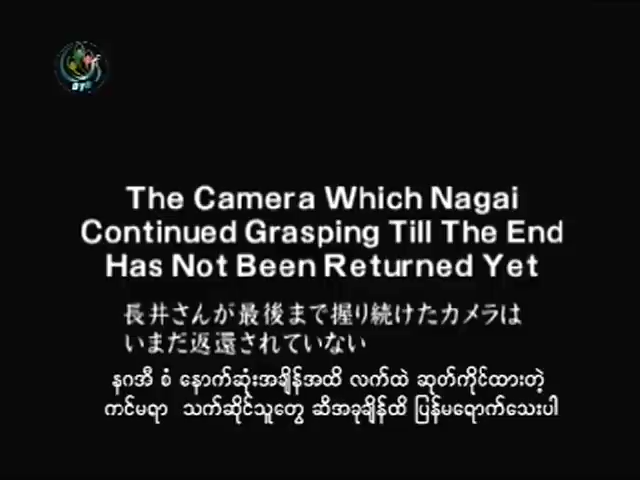 The Camera Which Nagai
Continued Grasping Till The End
Has Not Been Returned Yet
長井さんが最後まで握り続けたカメラは
いまだ返還されていない
နဂအီ စံ နောက်ဆုံးအချိန်အထိ လက်ထဲ ဆုတ်ကိုင်ထားတဲ့
ကင်မရာ သက်ဆိုင်သူတွေ ဆီအခုချိန်ထိ ပြန်မရောက်သေးပါ